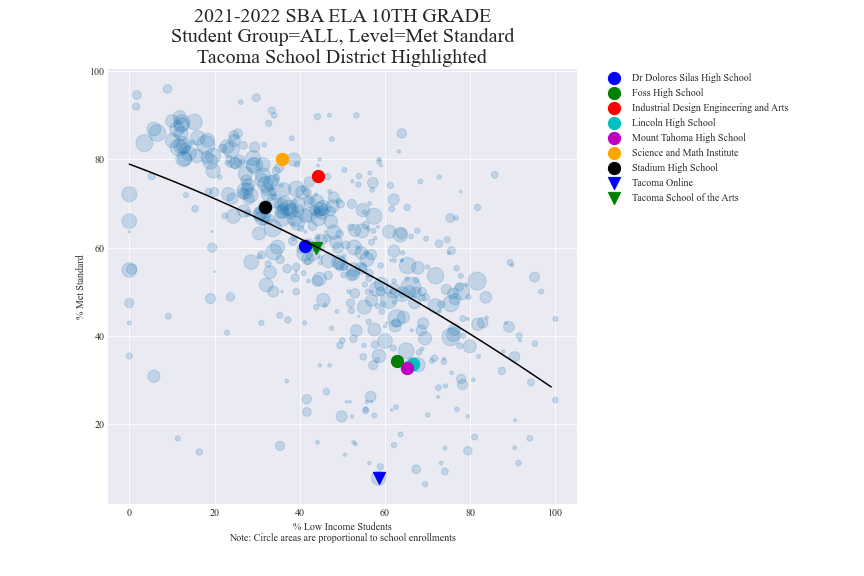 2021-2022 SBA ELA 10TH GRADE
Student Group=ALL, Level=Met Standard
Tacoma School District Highlighted
% Met Standard
100
80
60
40
20
0
20
40
60
80
100
% Low Income Students
Note: Circle areas are proportional to school enrollments
Dr Dolores Silas High School
Foss High School
Industrial Design Engineering and Arts
Lincoln High School
Mount Tahoma High School
Science and Math Institute
Stadium High School
Tacoma Online
Tacoma School of the Arts